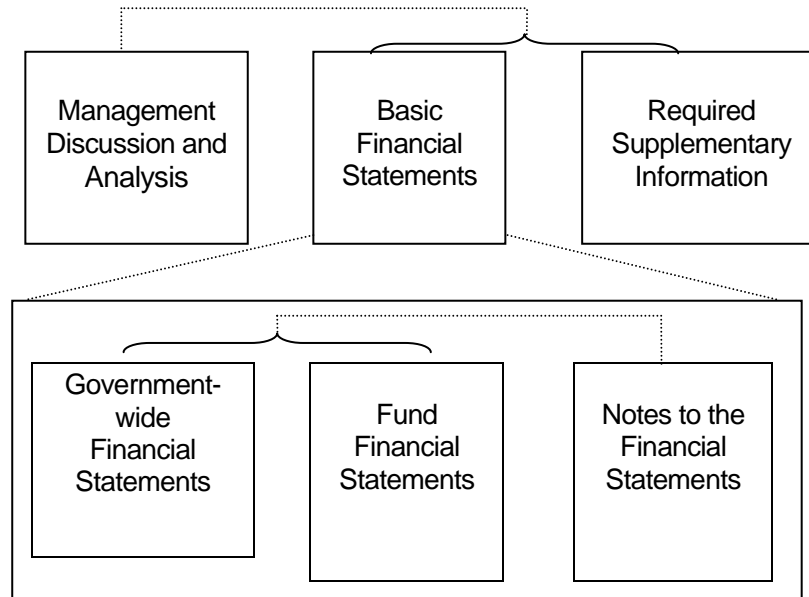 Management
Discussion and
Analysis
Basic
Financial
Statements
Required
Supplementary
Information
Government-
wide
Financial
Statements
Fund
Financial
Statements
Notes to the
Financial
Statements